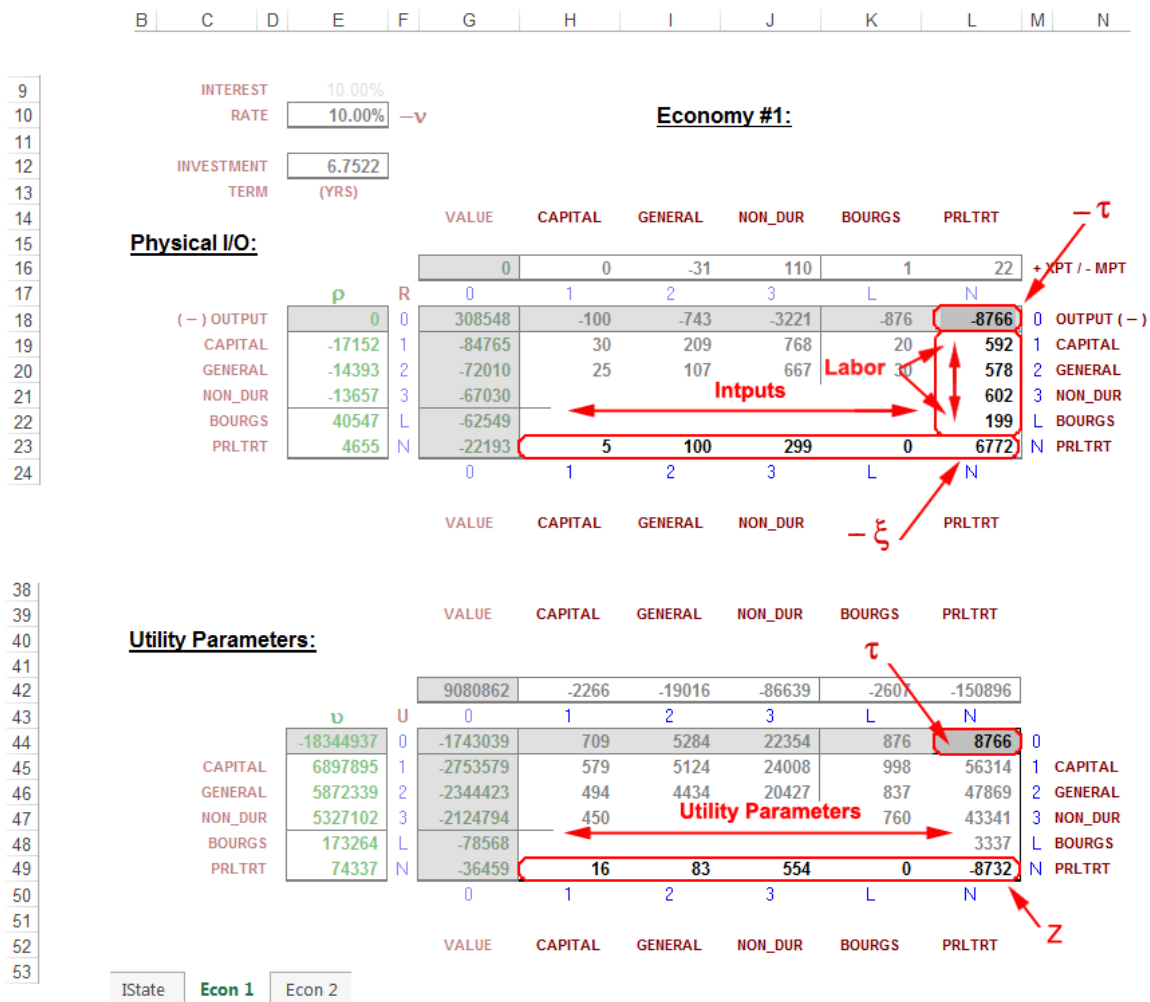 B C D E F G H I J K L M N
9 INTEREST 10.00%
10 RATE 10.00% –ν Economy #1:
11
12 INVESTMENT 6.7522
13 TERM (YRS)
14 VALUE CAPITAL GENERAL NON_DUR BOURGS PRLTRT – τ
15 Physical I/O:
16 0 0 -31 110 1 22 + XPT / - MPT
17 ρ R 0 1 2 3 L N
18 ( – ) OUTPUT 0 0 308548 -100 -743 -3221 -876 -8766 0 OUTPUT ( – )
19 CAPITAL -17152 1 -84765 30 209 768 20 592 1 CAPITAL
20 GENERAL -14393 2 -72010 25 107 667 Labor 30 578 2 GENERAL
21 NON_DUR -13657 3 -67030 Intputs 602 3 NON_DUR
22 BOURGS 40547 L -62549 199 L BOURGS
23 PRLTRT 4655 N -22193 5 100 299 0 6772 N PRLTRT
24 0 1 2 3 L N
VALUE CAPITAL GENERAL NON_DUR – ξ PRLTRT
38
39 VALUE CAPITAL GENERAL NON_DUR BOURGS PRLTRT
40 Utility Parameters: τ
41
42 9080862 -2266 -19016 -86639 -2607 -150896
43 υ U 0 1 2 3 L N
44 -18344937 0 -1743039 709 5284 22354 876 8766 0
45 CAPITAL 6897895 1 -2753579 579 5124 24008 998 56314 1 CAPITAL
46 GENERAL 5872339 2 -2344423 494 4434 20427 837 47869 2 GENERAL
47 NON_DUR 5327102 3 -2124794 450 Utility Parameters 760 43341 3 NON_DUR
48 BOURGS 173264 L -78568 3337 L BOURGS
49 PRLTRT 74337 N -36459 16 83 554 0 -8732 N PRLTRT
50 0 1 2 3 L N
51
52 VALUE CAPITAL GENERAL NON_DUR BOURGS PRLTRT Z
53
IState Econ 1 Econ 2